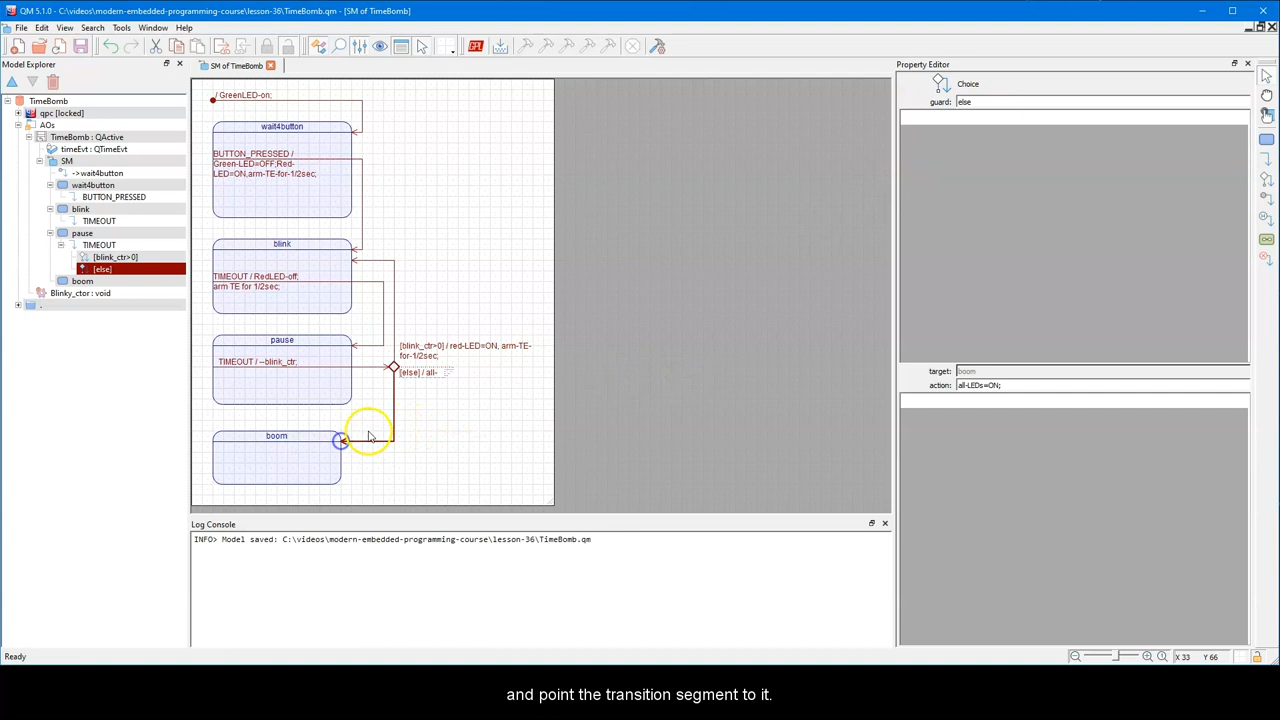 QM 5.1.0 - C:\videos\modern-embedded-programming-course\lesson-36\TimeBomb.qm - [SM of TimeBomb]
File Edit View Search Tools Window Help
GPL
Model Explorer
SM of TimeBomb
Property Editor
TimeBomb
qpc [locked]
AOs
TimeBomb : QActive
timeEvt : QTimeEvt
SM
->wait4button
wait4button
BUTTON_PRESSED
blink
TIMEOUT
pause
TIMEOUT
[blink_ctr>0]
[else]
boom
Blinky_ctor : void
.
/ GreenLED-on;
wait4button
BUTTON_PRESSED /
Green-LED=OFF;Red-
LED=ON,arm-TE-for-1/2sec;
blink
TIMEOUT / RedLED-off;
arm TE for 1/2sec;
pause
TIMEOUT / --blink_ctr;
[blink_ctr>0] / red-LED=ON, arm-TE-
for-1/2sec;
[else] / all-
boom
Choice
guard: else
target: boom
action: all-LEDs=ON;
Log Console
INFO> Model saved: C:\videos\modern-embedded-programming-course\lesson-36\TimeBomb.qm
Ready
X 33 Y 66
and point the transition segment to it.